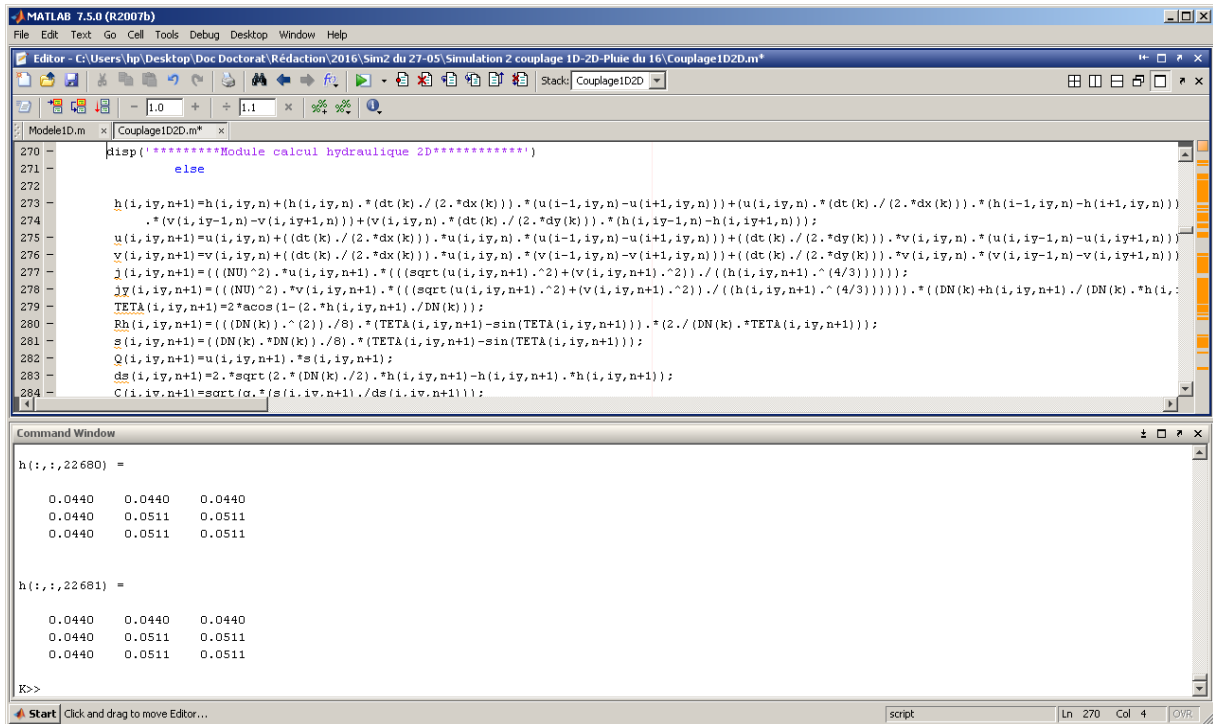 MATLAB 7.5.0 (R2007b)
File Edit Text Go Cell Tools Debug Desktop Window Help
Editor - C:\Users\hp\Desktop\Doc Doctorat\Rédaction\2016\Sim2 du 27-05\Simulation 2 couplage 1D-2D-Pluie du 16\Couplage1D2D.m*
Stack: Couplage1D2D
- 1.0 + ÷ 1.1 ×
Modele1D.m × Couplage1D2D.m* ×
270 - disp('*********Module calcul hydraulique 2D************')
271 - else
272
273 - h(i,iy,n+1)=h(i,iy,n)+(h(i,iy,n).*(dt(k)./(2.*dx(k))).*(u(i-1,iy,n)-u(i+1,iy,n)))+(u(i,iy,n).*(dt(k)./(2.*dx(k))).*(h(i-1,iy,n)-h(i+1,iy,n)))
274 .*(v(i,iy-1,n)-v(i,iy+1,n)))+(v(i,iy,n).*(dt(k)./(2.*dy(k))).*(h(i,iy-1,n)-h(i,iy+1,n)));
275 - u(i,iy,n+1)=u(i,iy,n)+((dt(k)./(2.*dx(k))).*u(i,iy,n).*(u(i-1,iy,n)-u(i+1,iy,n)))+((dt(k)./(2.*dy(k))).*v(i,iy,n).*(u(i,iy-1,n)-u(i,iy+1,n)))
276 - v(i,iy,n+1)=v(i,iy,n)+((dt(k)./(2.*dx(k))).*u(i,iy,n).*(v(i-1,iy,n)-v(i+1,iy,n)))+((dt(k)./(2.*dy(k))).*v(i,iy,n).*(v(i,iy-1,n)-v(i,iy+1,n)))
277 - j(i,iy,n+1)=(((NU)^2).*u(i,iy,n+1).*(((sqrt(u(i,iy,n+1).^2)+(v(i,iy,n+1).^2))./((h(i,iy,n+1).^(4/3))))));
278 - jy(i,iy,n+1)=(((NU)^2).*v(i,iy,n+1).*(((sqrt(u(i,iy,n+1).^2)+(v(i,iy,n+1).^2))./((h(i,iy,n+1).^(4/3)))))).*((DN(k)+h(i,iy,n+1)./(DN(k).*h(i,
279 - TETA(i,iy,n+1)=2*acos(1-(2.*h(i,iy,n+1)./DN(k)));
280 - Rh(i,iy,n+1)=(((DN(k)).^(2))./8).*(TETA(i,iy,n+1)-sin(TETA(i,iy,n+1))).*(2./(DN(k).*TETA(i,iy,n+1)));
281 - s(i,iy,n+1)=((DN(k).*DN(k))./8).*(TETA(i,iy,n+1)-sin(TETA(i,iy,n+1)));
282 - Q(i,iy,n+1)=u(i,iy,n+1).*s(i,iy,n+1);
283 - ds(i,iy,n+1)=2.*sqrt(2.*(DN(k)./2).*h(i,iy,n+1)-h(i,iy,n+1).*h(i,iy,n+1));
284 - C(i,iy,n+1)=sqrt(g.*(s(i,iy,n+1)./ds(i,iy,n+1)));
Command Window
h(:,:,22680) =
0.0440 0.0440 0.0440
0.0440 0.0511 0.0511
0.0440 0.0511 0.0511
h(:,:,22681) =
0.0440 0.0440 0.0440
0.0440 0.0511 0.0511
0.0440 0.0511 0.0511
K>>
Start Click and drag to move Editor... script Ln 270 Col 4 OVR